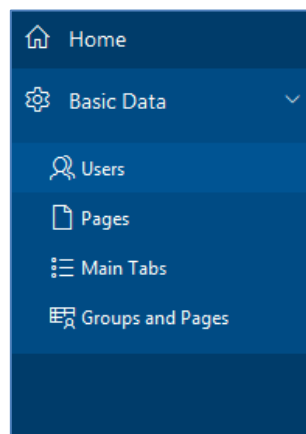 Home
Basic Data
Users
Pages
Main Tabs
Groups and Pages